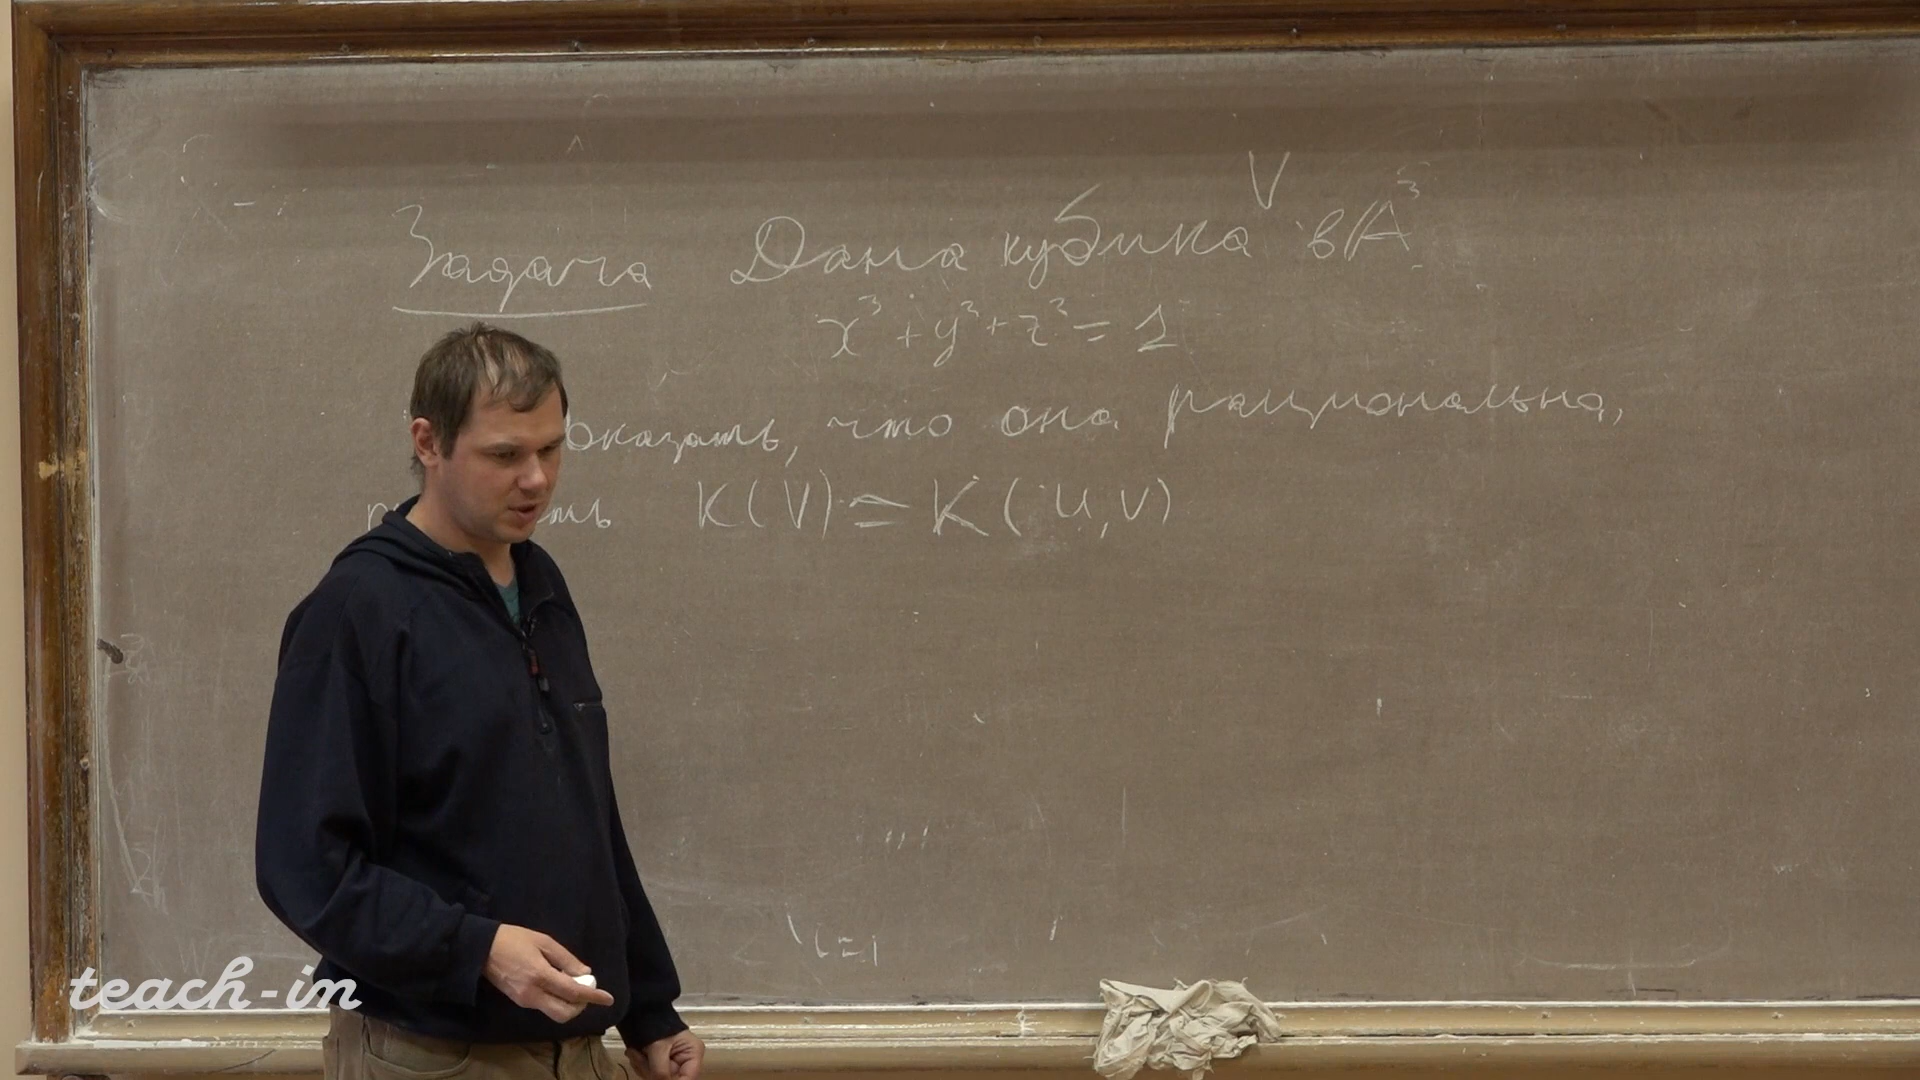 Задача Дана кубика V в A³.
x³ + y³ + z³ = 1
оказать, что она рациональна,
K(V) ≃ K(u,v)
teach-in